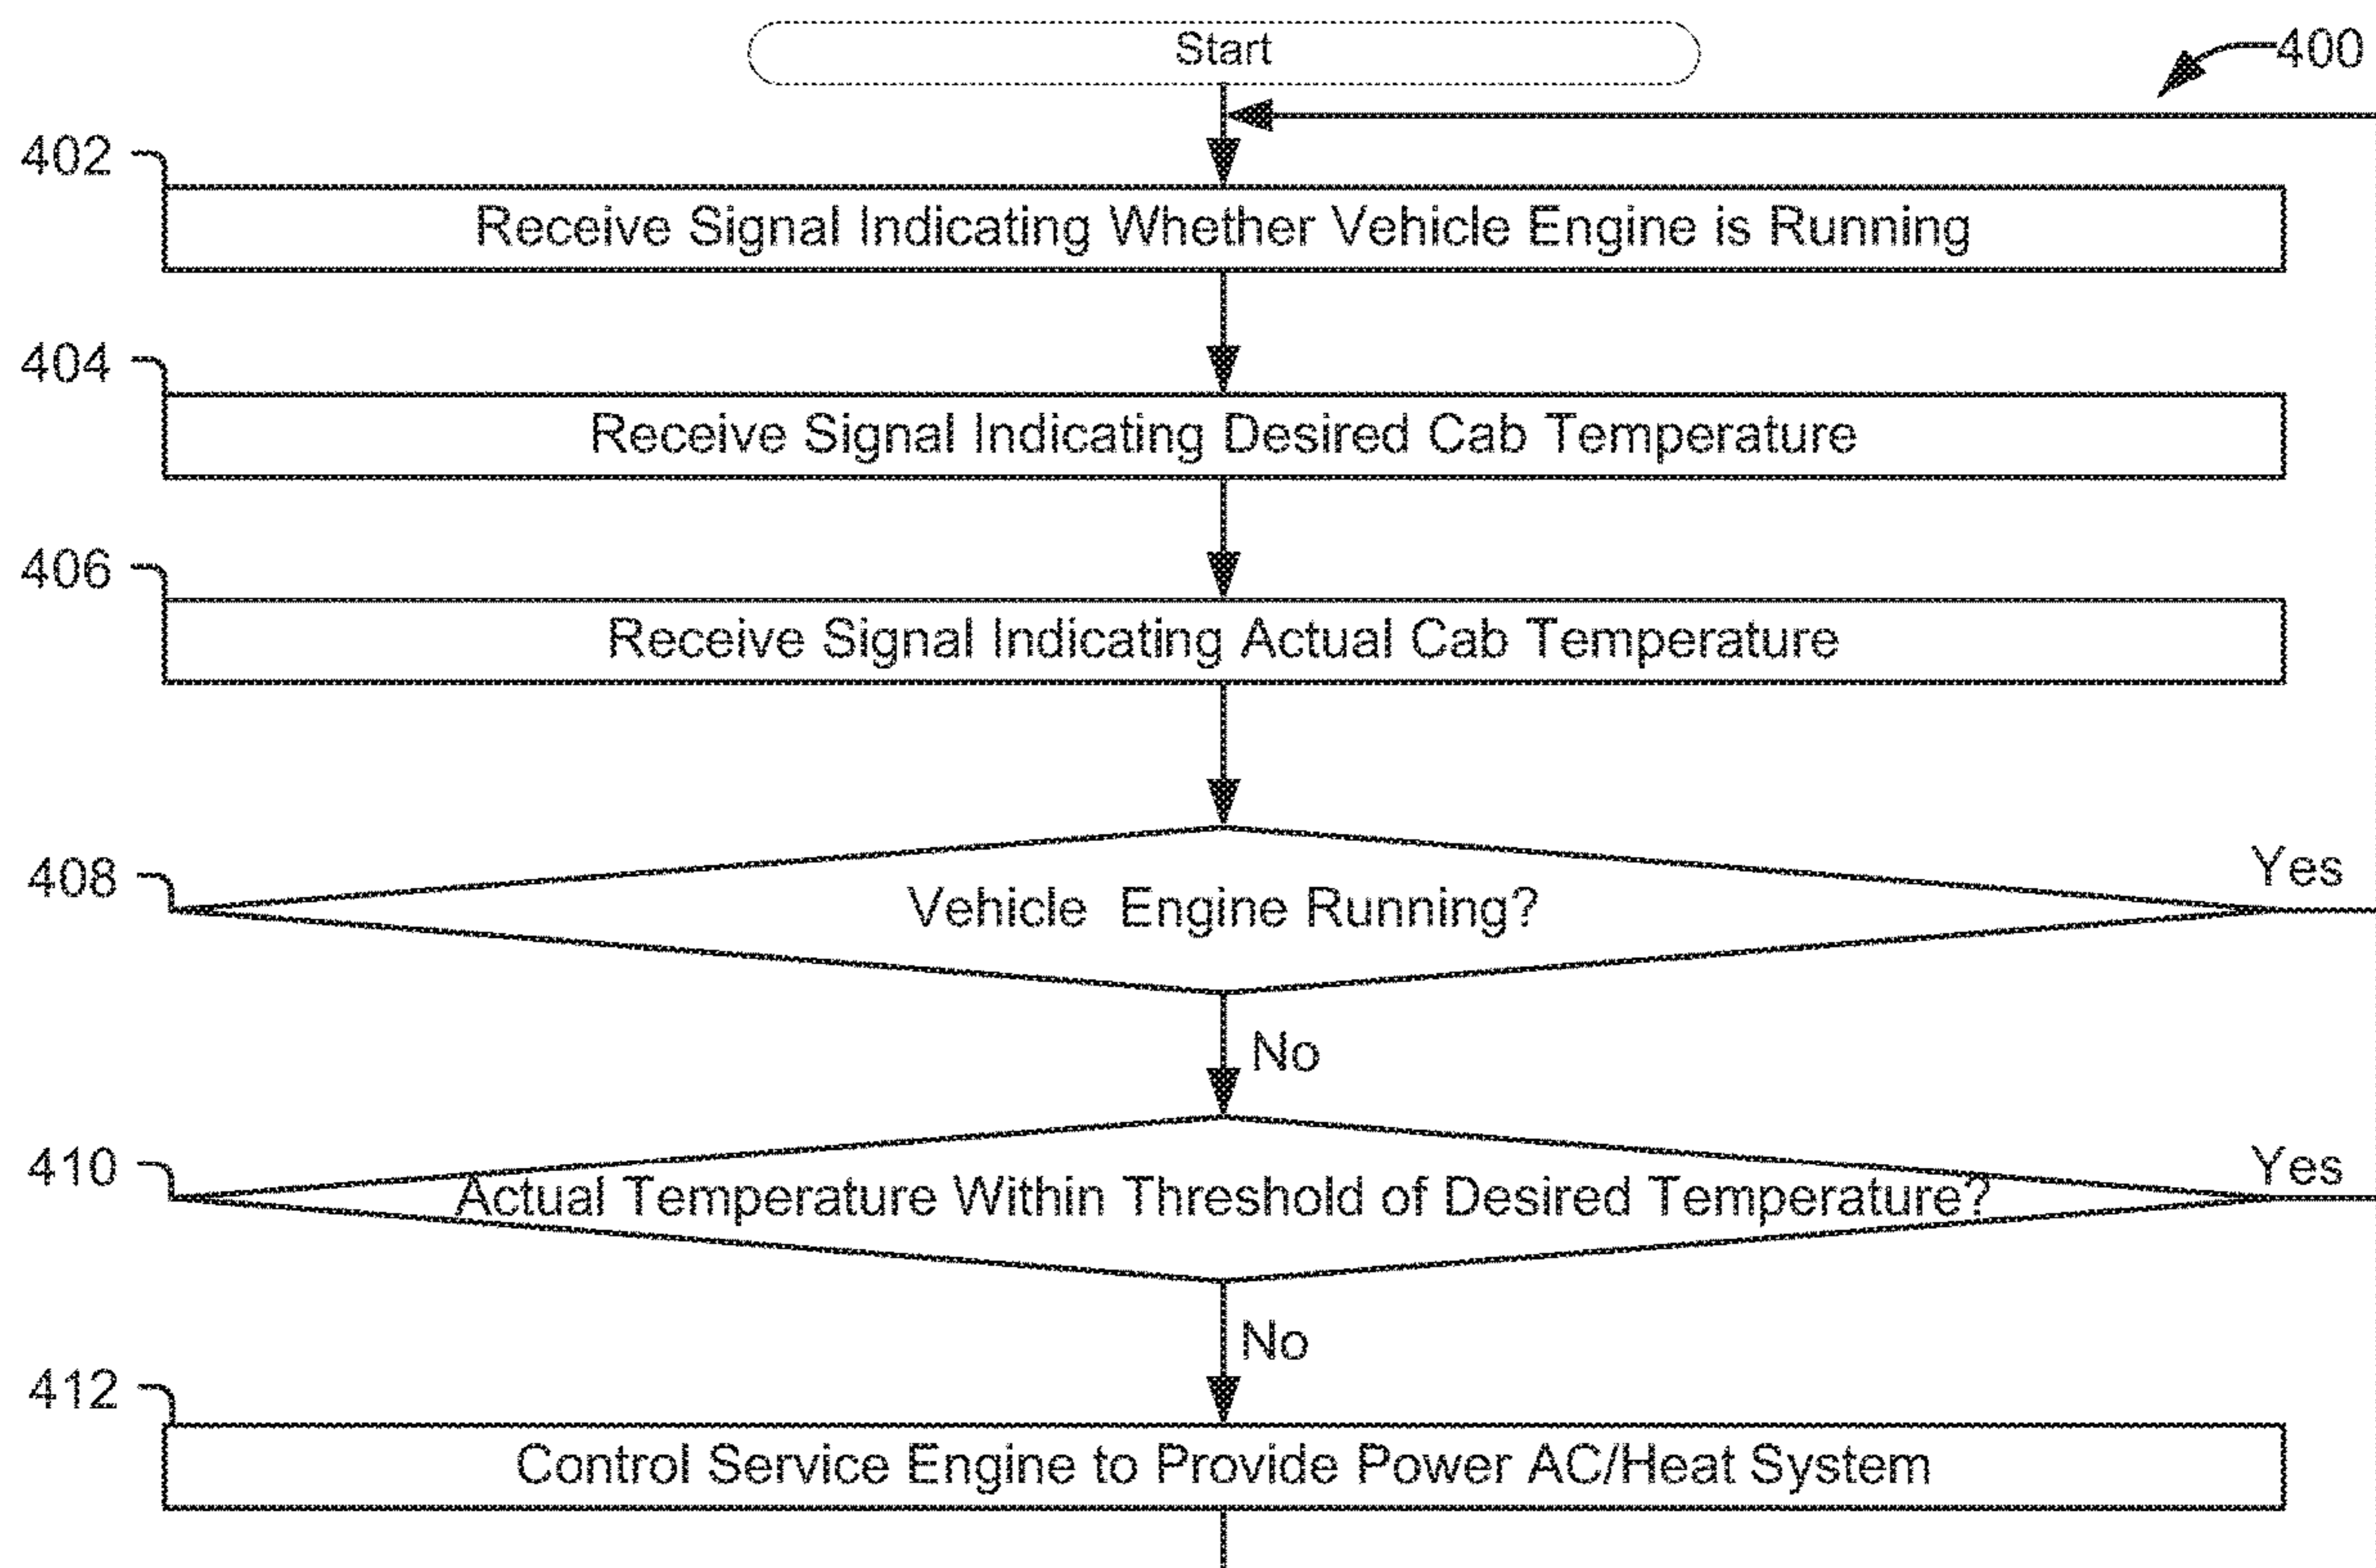 Start
400
402
Receive Signal Indicating Whether Vehicle Engine is Running
404
Receive Signal Indicating Desired Cab Temperature
406
Receive Signal Indicating Actual Cab Temperature
408
Vehicle Engine Running?
Yes
No
410
Actual Temperature Within Threshold of Desired Temperature?
Yes
No
412
Control Service Engine to Provide Power AC/Heat System